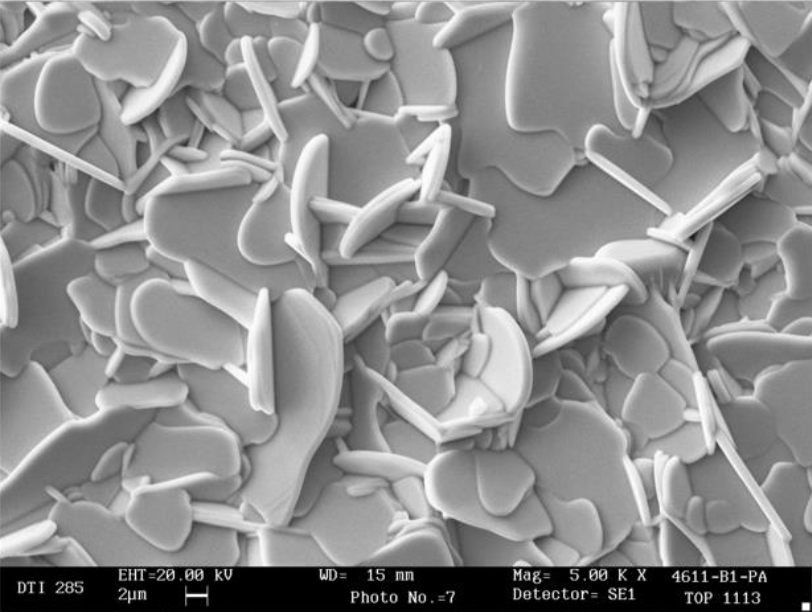 DTI 285
EHT=20.00 kV
2µm
WD= 15 mm
Photo No.=7
Mag= 5.00 K X
Detector= SE1
4611-B1-PA
TOP 1113